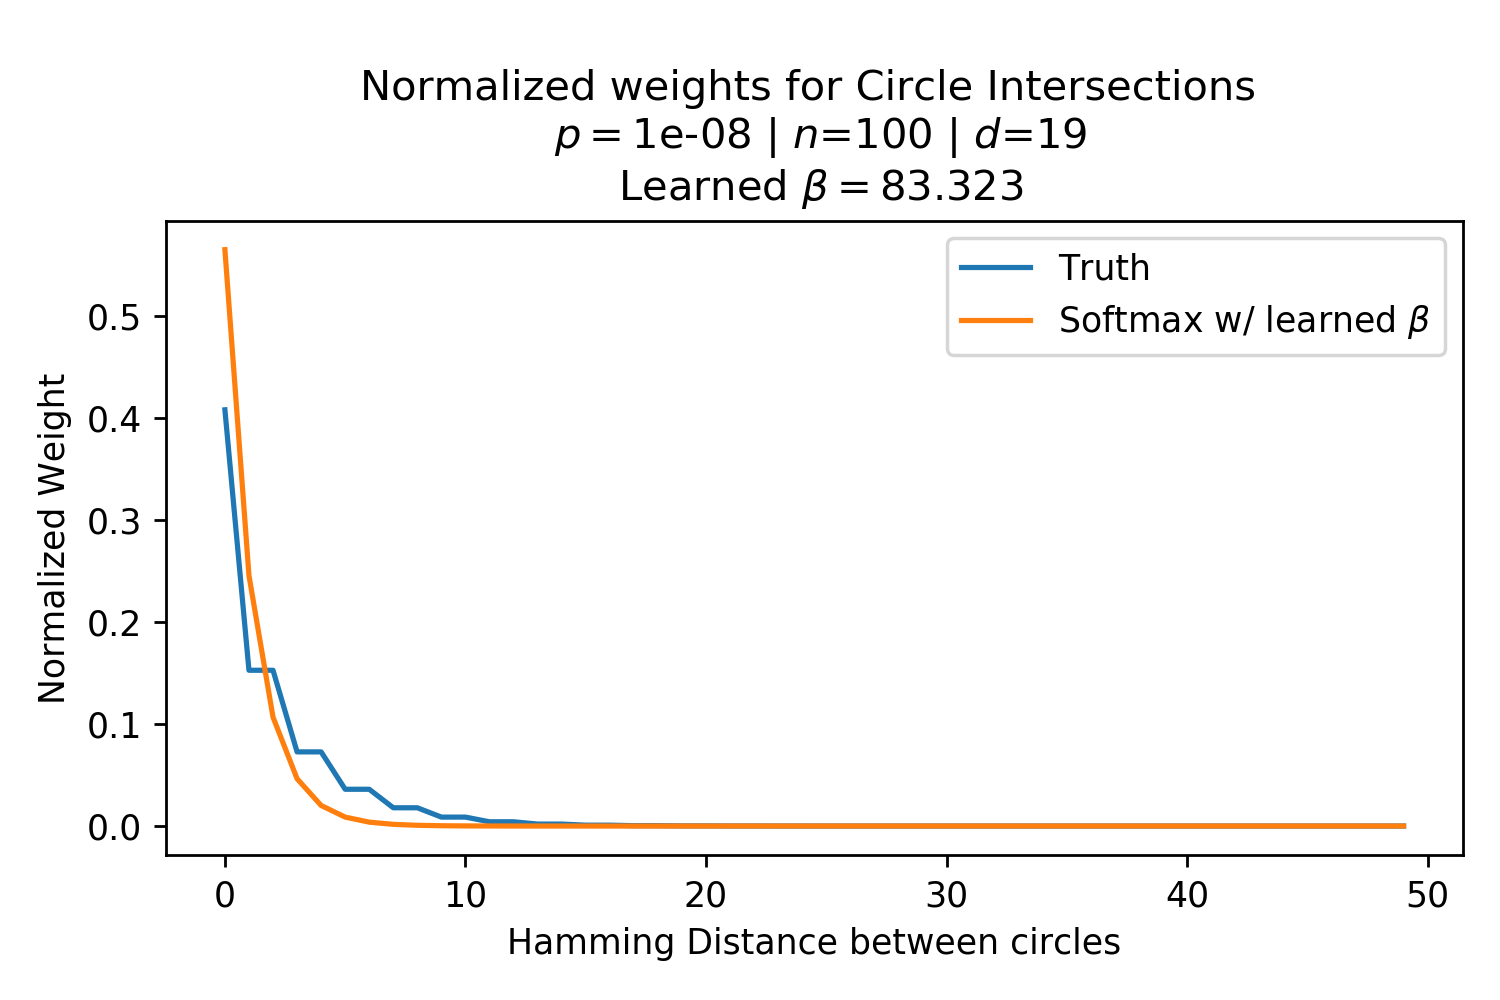 Normalized weights for Circle Intersections
p = 1e-08 | n=100 | d=19
Learned β = 83.323
Truth
Softmax w/ learned β
Normalized Weight
0.5
0.4
0.3
0.2
0.1
0.0
0 10 20 30 40 50
Hamming Distance between circles